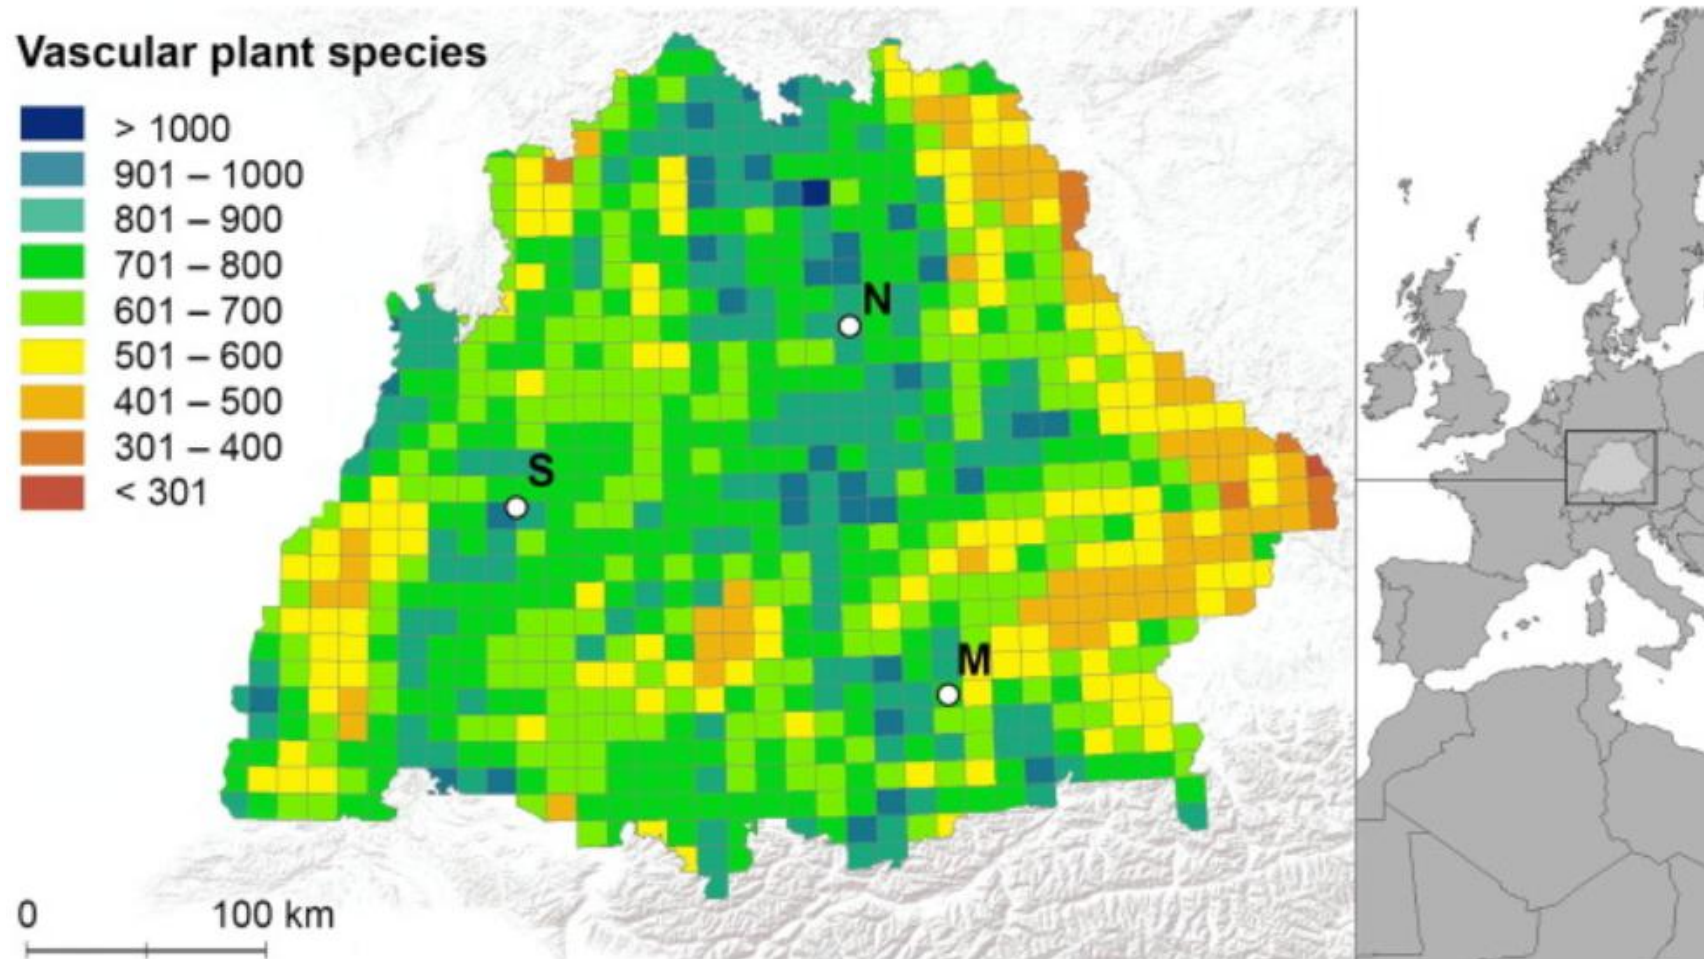 Vascular plant species
> 1000
901 – 1000
801 – 900
701 – 800
601 – 700
501 – 600
401 – 500
301 – 400
< 301
N
S
M
0 100 km